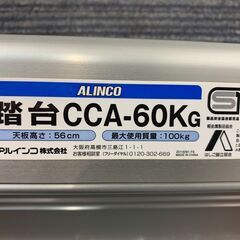 ALINCO
踏台CCA-60KG
天板高さ：56cm
最大使用質量：100kg
アルインコ株式会社
大阪府高槻市三島江1-1-1
お客様相談室（フリーダイヤル）0120-302-669